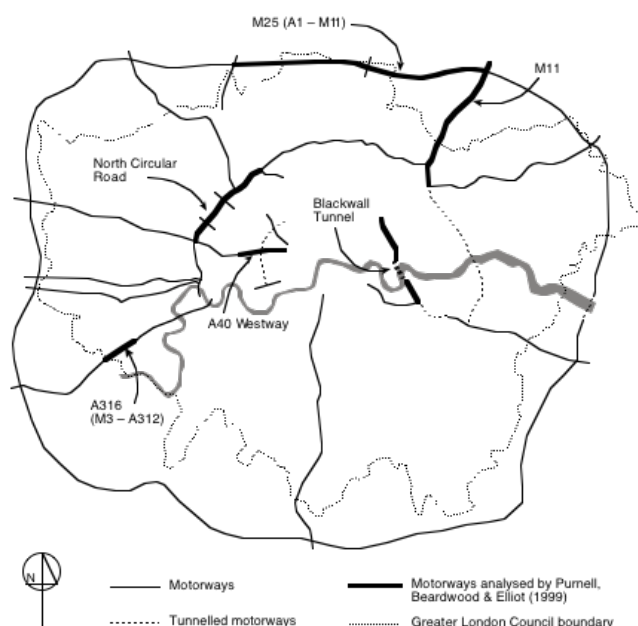 M25 (A1 – M11)
M11
North Circular
Road
Blackwall
Tunnel
A40 Westway
A316
(M3 – A312)
N
Motorways
Motorways analysed by Purnell,
Beardwood & Elliot (1999)
Tunnelled motorways
Greater London Council boundary